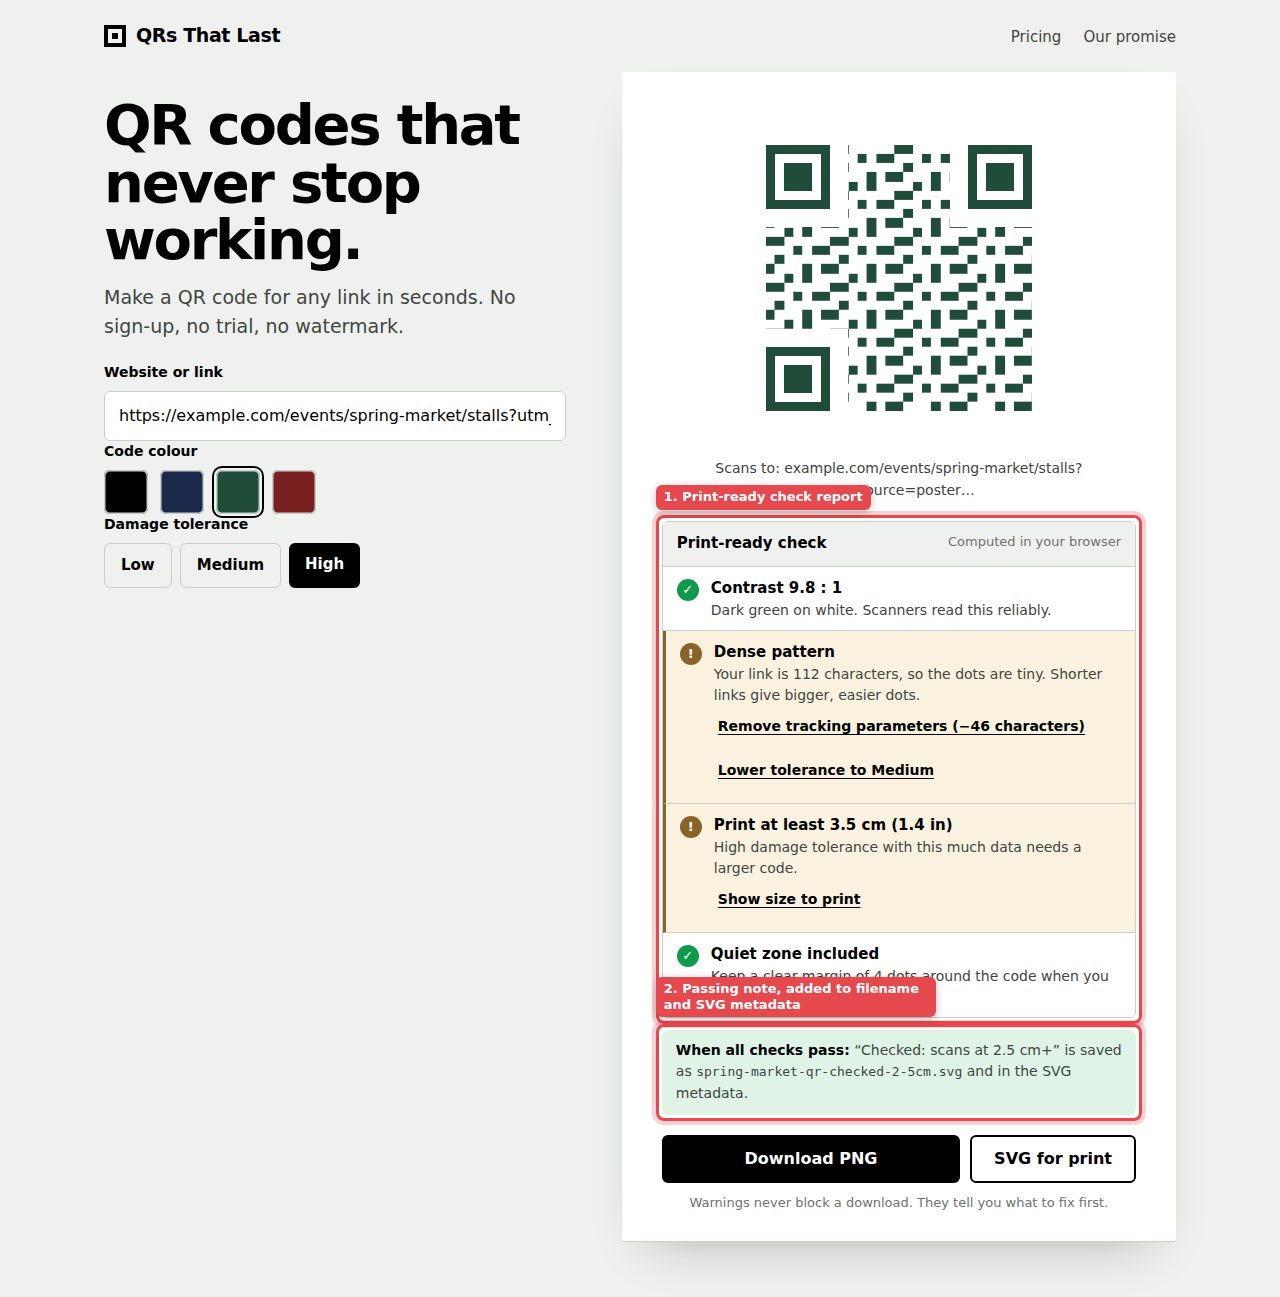 QRs That Last
Pricing
Our promise
QR codes that
never stop
working.
Make a QR code for any link in seconds. No
sign-up, no trial, no watermark.
Website or link
https://example.com/events/spring-market/stalls?utm_
Code colour
Damage tolerance
Low
Medium
High
Scans to: example.com/events/spring-market/stalls?
ource=poster…
1. Print-ready check report
Print-ready check
Computed in your browser
✓
Contrast 9.8 : 1
Dark green on white. Scanners read this reliably.
!
Dense pattern
Your link is 112 characters, so the dots are tiny. Shorter
links give bigger, easier dots.
Remove tracking parameters (−46 characters)
Lower tolerance to Medium
!
Print at least 3.5 cm (1.4 in)
High damage tolerance with this much data needs a
larger code.
Show size to print
✓
Quiet zone included
Keep a clear margin of 4 dots around the code when you
2. Passing note, added to filename
and SVG metadata
When all checks pass: “Checked: scans at 2.5 cm+” is saved
as spring-market-qr-checked-2-5cm.svg and in the SVG
metadata.
Download PNG
SVG for print
Warnings never block a download. They tell you what to fix first.